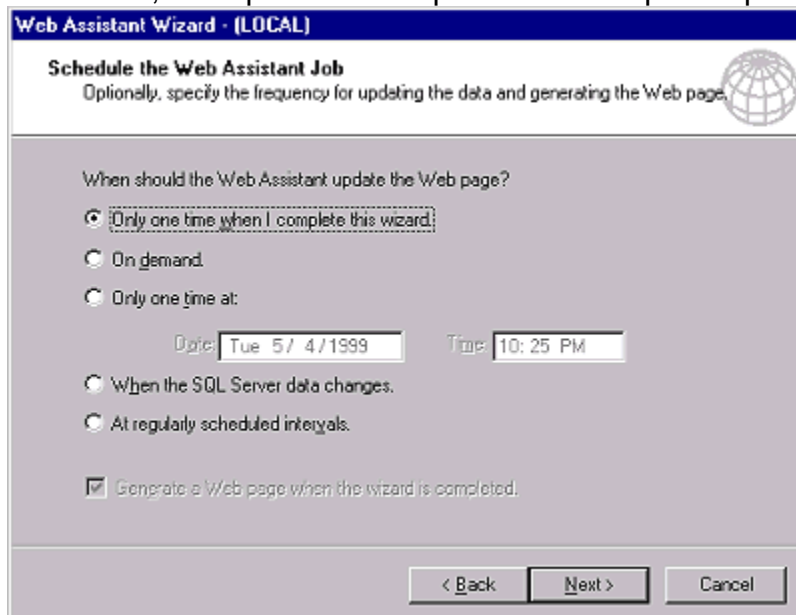 Web Assistant Wizard - (LOCAL)
Schedule the Web Assistant Job
Optionally, specify the frequency for updating the data and generating the Web page.
When should the Web Assistant update the Web page?
Only one time when I complete this wizard.
On demand.
Only one time at:
Date: Tue 5/ 4/1999 Time: 10: 25 PM
When the SQL Server data changes.
At regularly scheduled intervals.
Generate a Web page when the wizard is completed.
< Back Next > Cancel